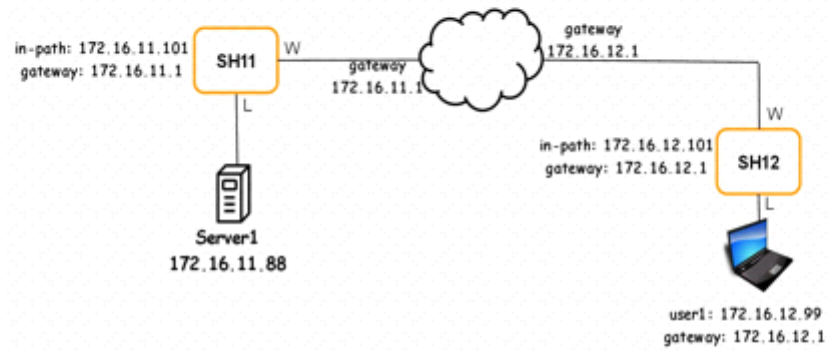 in-path: 172.16.11.101
gateway: 172.16.11.1
SH11
W
L
gateway
172.16.11.1
gateway
172.16.12.1
Server1
172.16.11.88
W
in-path: 172.16.12.101
gateway: 172.16.12.1
SH12
L
user1: 172.16.12.99
gateway: 172.16.12.1